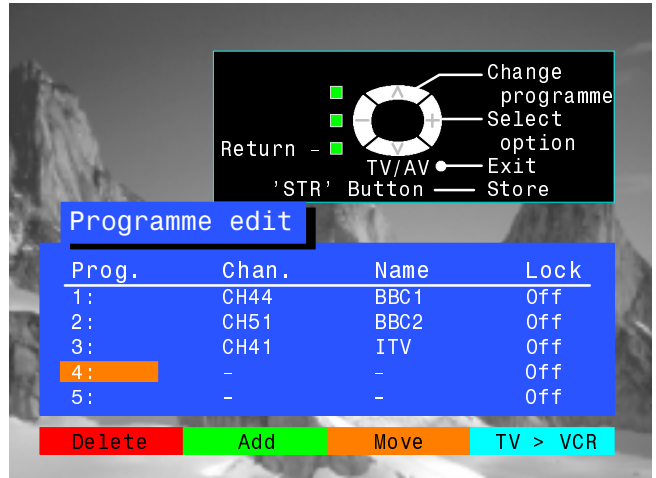 Change
programme
Select
option
Return –
TV/AV
Exit
'STR' Button
Store
Programme edit
Prog. Chan. Name Lock
1: CH44 BBC1 Off
2: CH51 BBC2 Off
3: CH41 ITV Off
4: – – Off
5: – – Off
Delete Add Move TV > VCR